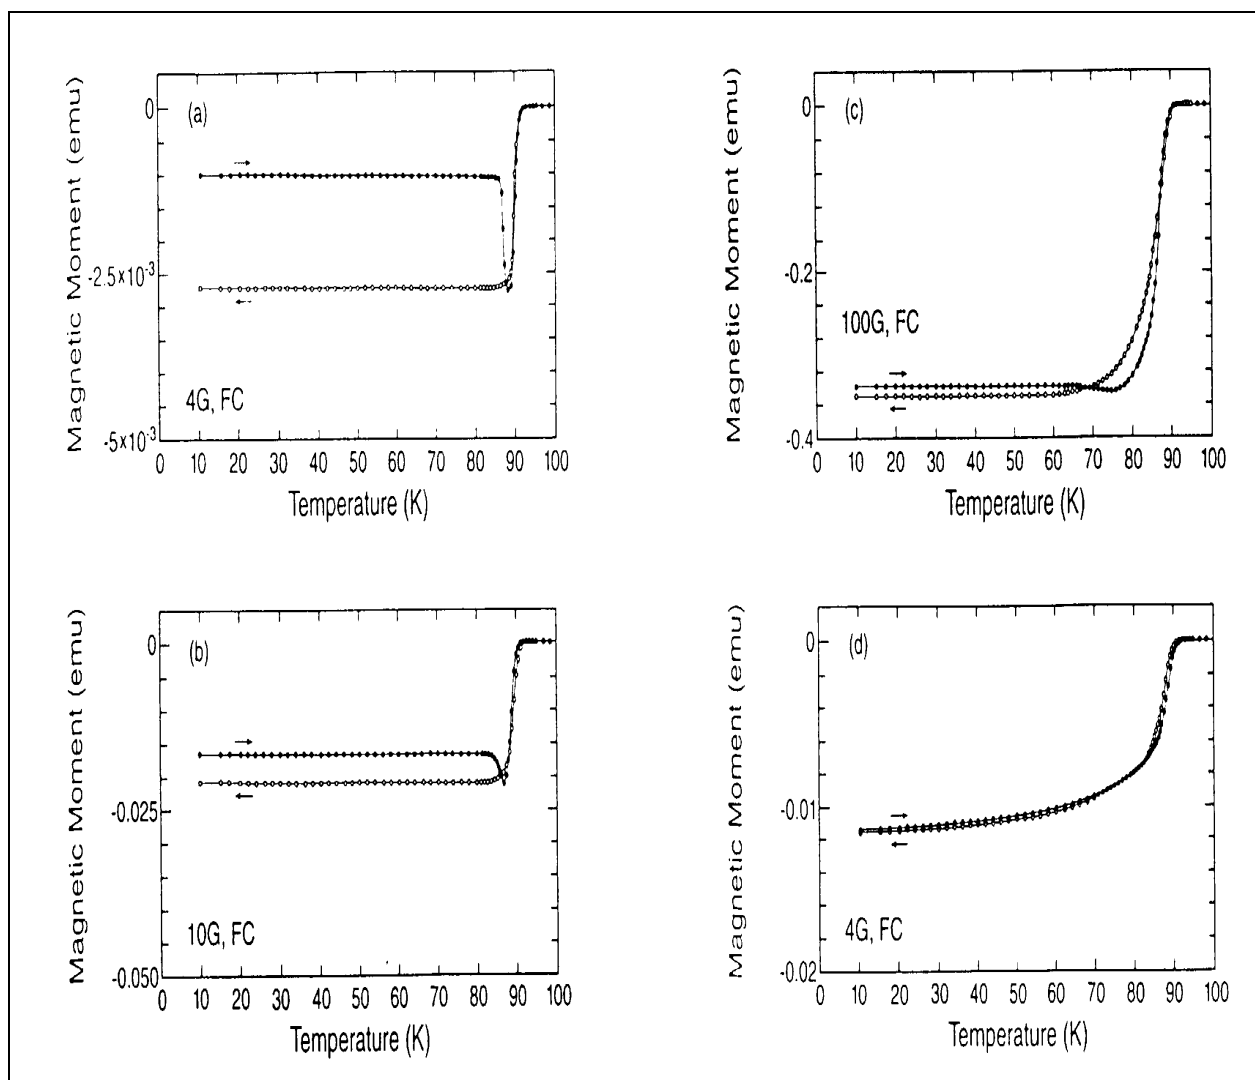 Magnetic Moment (emu)
0
-2.5×10-3
-5×10-3
(a)
4G, FC
0 10 20 30 40 50 60 70 80 90 100
Temperature (K)
Magnetic Moment (emu)
0
-0.2
-0.4
(c)
100G, FC
0 10 20 30 40 50 60 70 80 90 100
Temperature (K)
Magnetic Moment (emu)
0
-0.025
-0.050
(b)
10G, FC
0 10 20 30 40 50 60 70 80 90 100
Temperature (K)
Magnetic Moment (emu)
0
-0.01
-0.02
(d)
4G, FC
0 10 20 30 40 50 60 70 80 90 100
Temperature (K)